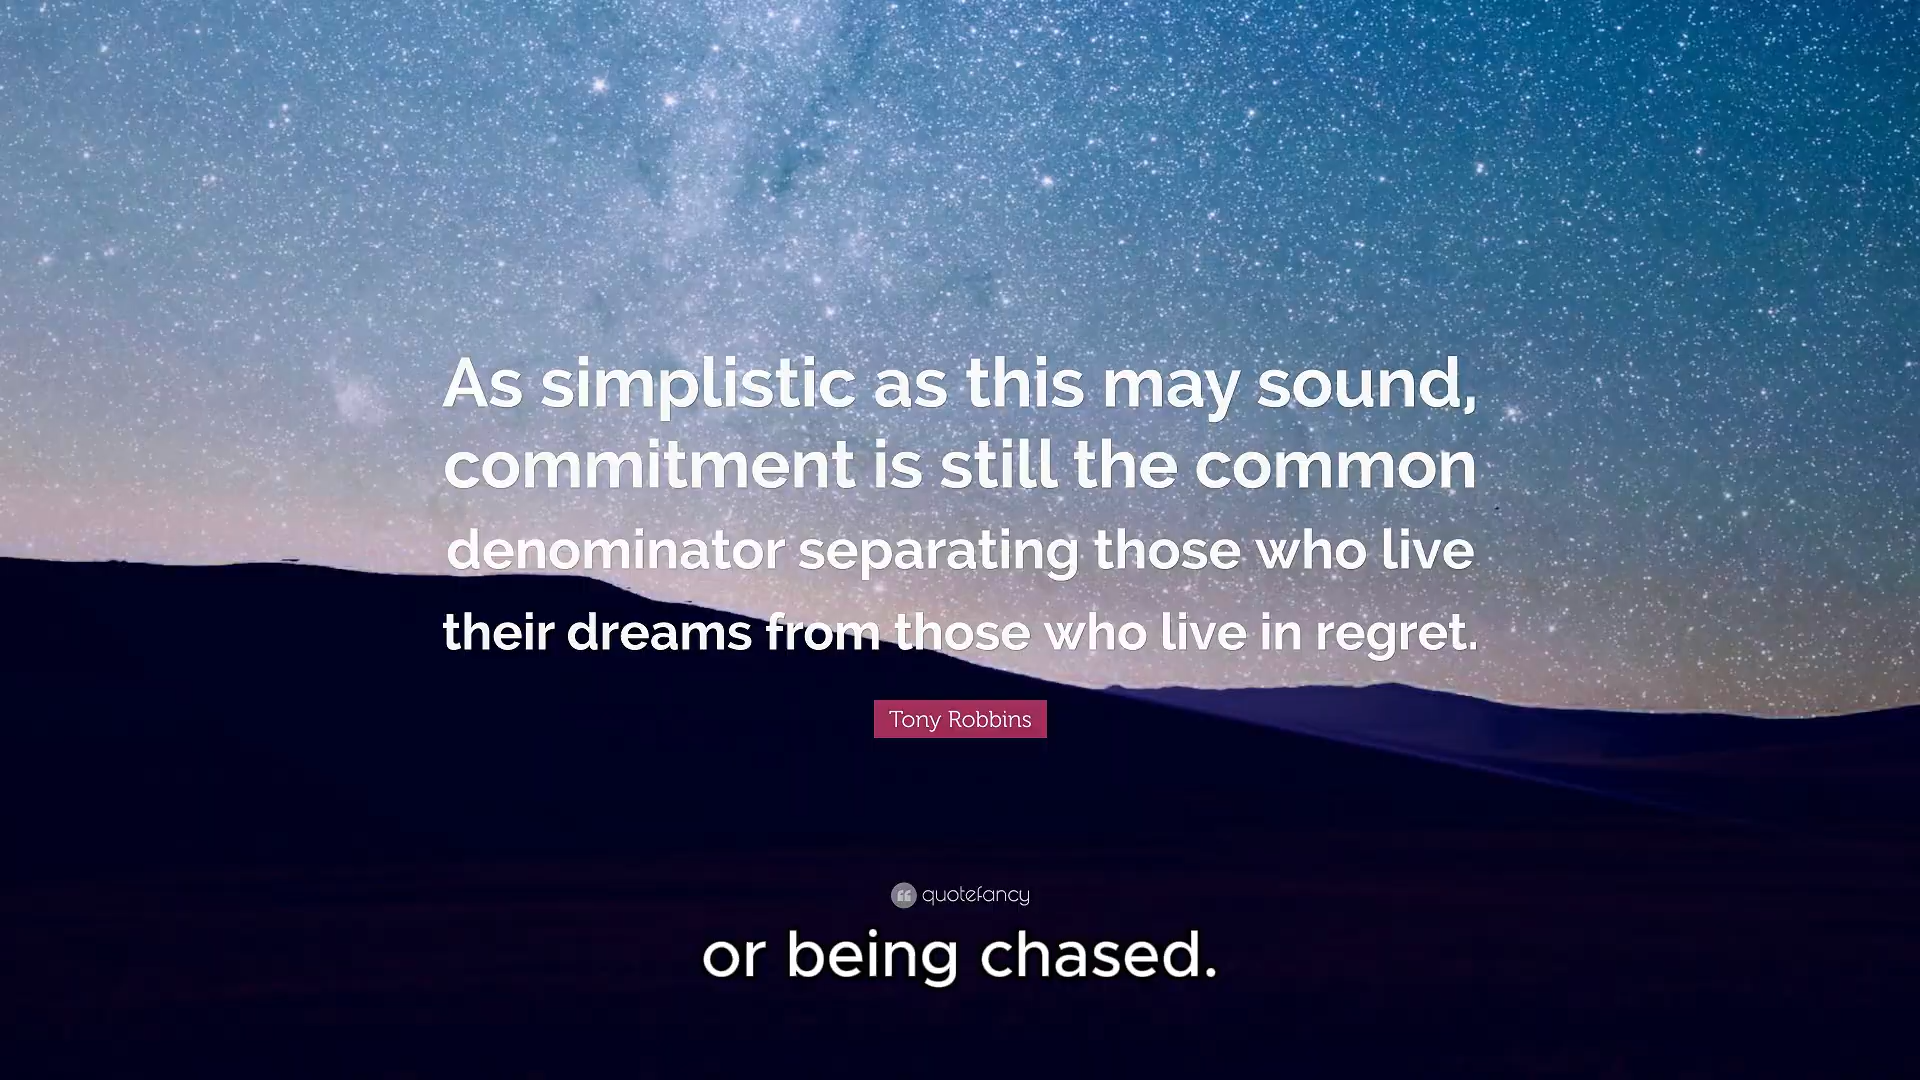 As simplistic as this may sound,
commitment is still the common
denominator separating those who live
their dreams from those who live in regret.
Tony Robbins
quotefancy
or being chased.